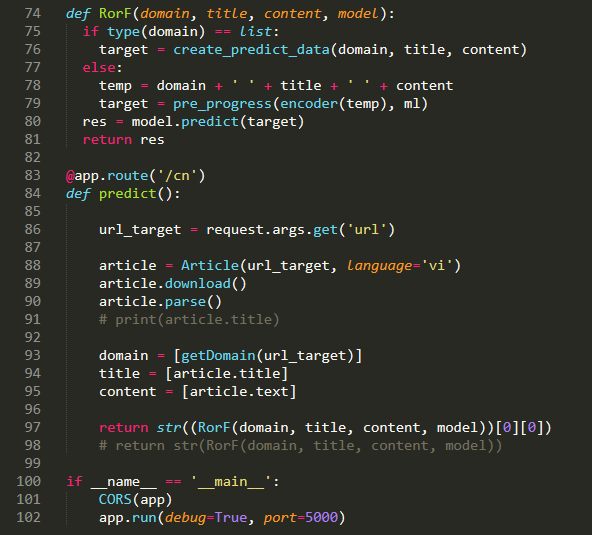 74 def RorF(domain, title, content, model):
75   if type(domain) == list:
76     target = create_predict_data(domain, title, content)
77   else:
78     temp = domain + ' ' + title + ' ' + content
79     target = pre_progress(encoder(temp), ml)
80   res = model.predict(target)
81   return res
82
83 @app.route('/cn')
84 def predict():
85
86     url_target = request.args.get('url')
87
88     article = Article(url_target, language='vi')
89     article.download()
90     article.parse()
91     # print(article.title)
92
93     domain = [getDomain(url_target)]
94     title = [article.title]
95     content = [article.text]
96
97     return str((RorF(domain, title, content, model))[0][0])
98     # return str(RorF(domain, title, content, model))
99
100 if __name__ == '__main__':
101     CORS(app)
102     app.run(debug=True, port=5000)